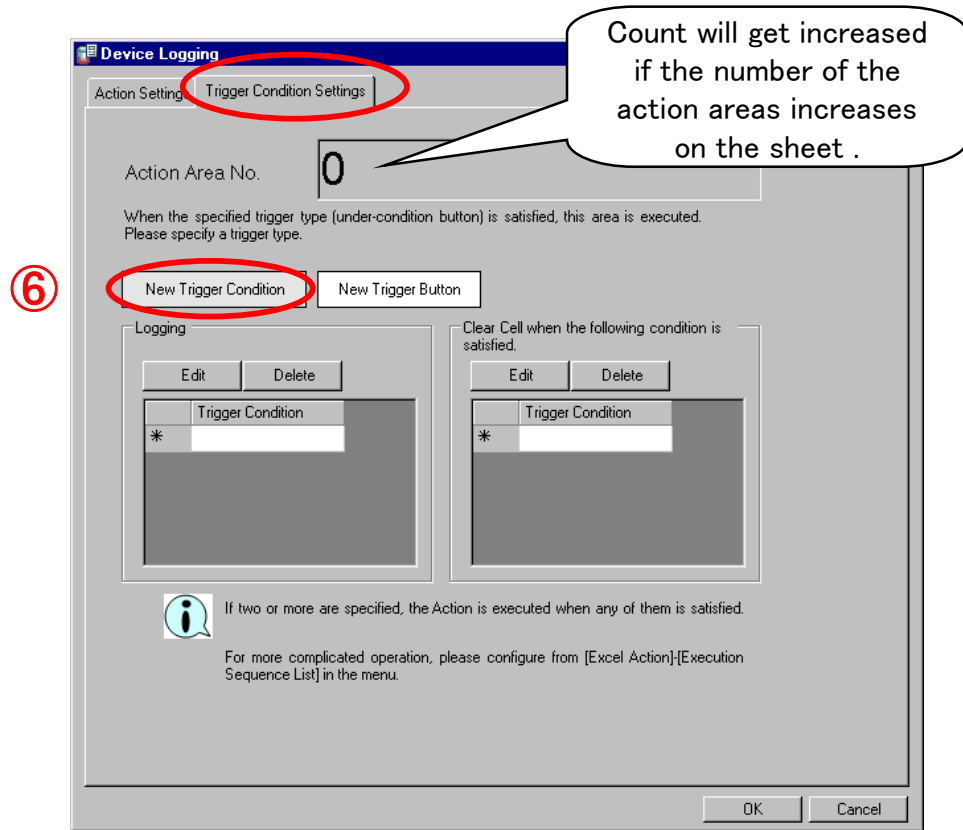 Device Logging
Count will get increased
if the number of the
action areas increases
on the sheet .
Action Setting
Trigger Condition Settings
Action Area No.
0
When the specified trigger type (under-condition button) is satisfied, this area is executed.
Please specify a trigger type.
⑥
New Trigger Condition
New Trigger Button
Logging
Edit
Delete
Trigger Condition
*
Clear Cell when the following condition is
satisfied.
Edit
Delete
Trigger Condition
*
If two or more are specified, the Action is executed when any of them is satisfied.
For more complicated operation, please configure from [Excel Action]-[Execution
Sequence List] in the menu.
OK
Cancel